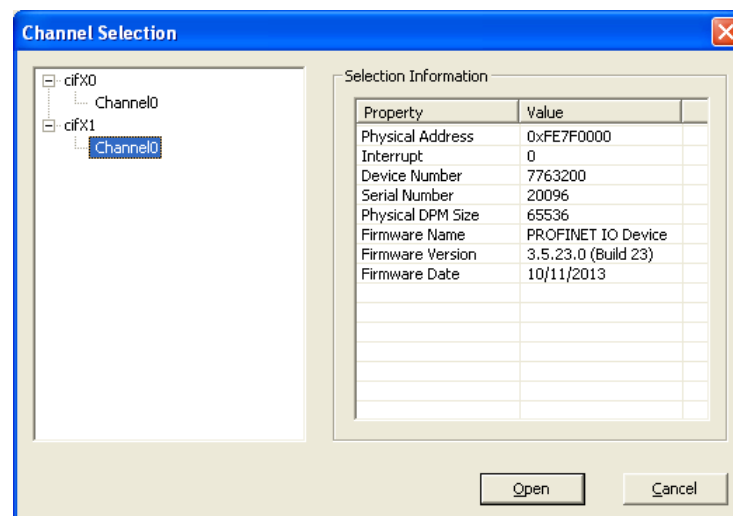 Channel Selection
cifX0
Channel0
cifX1
Channel0
Selection Information
Property Value
Physical Address 0xFE7F0000
Interrupt 0
Device Number 7763200
Serial Number 20096
Physical DPM Size 65536
Firmware Name PROFINET IO Device
Firmware Version 3.5.23.0 (Build 23)
Firmware Date 10/11/2013
Open Cancel